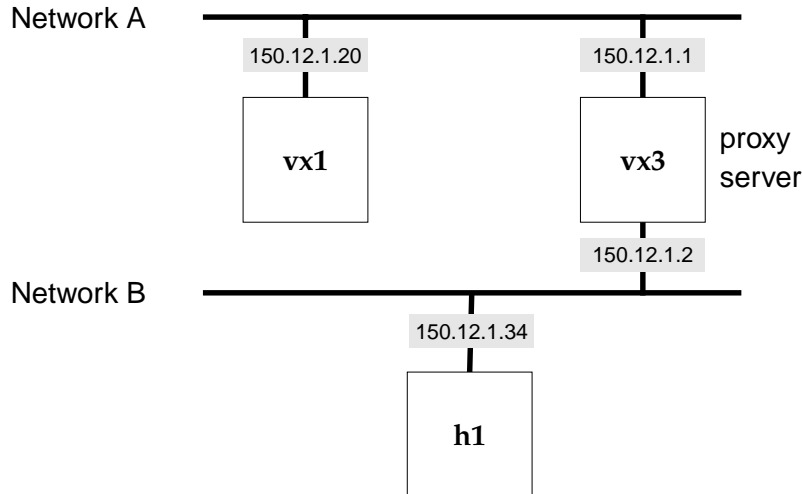 Network A
150.12.1.20
150.12.1.1
vx1
vx3
proxy
server
150.12.1.2
Network B
150.12.1.34
h1